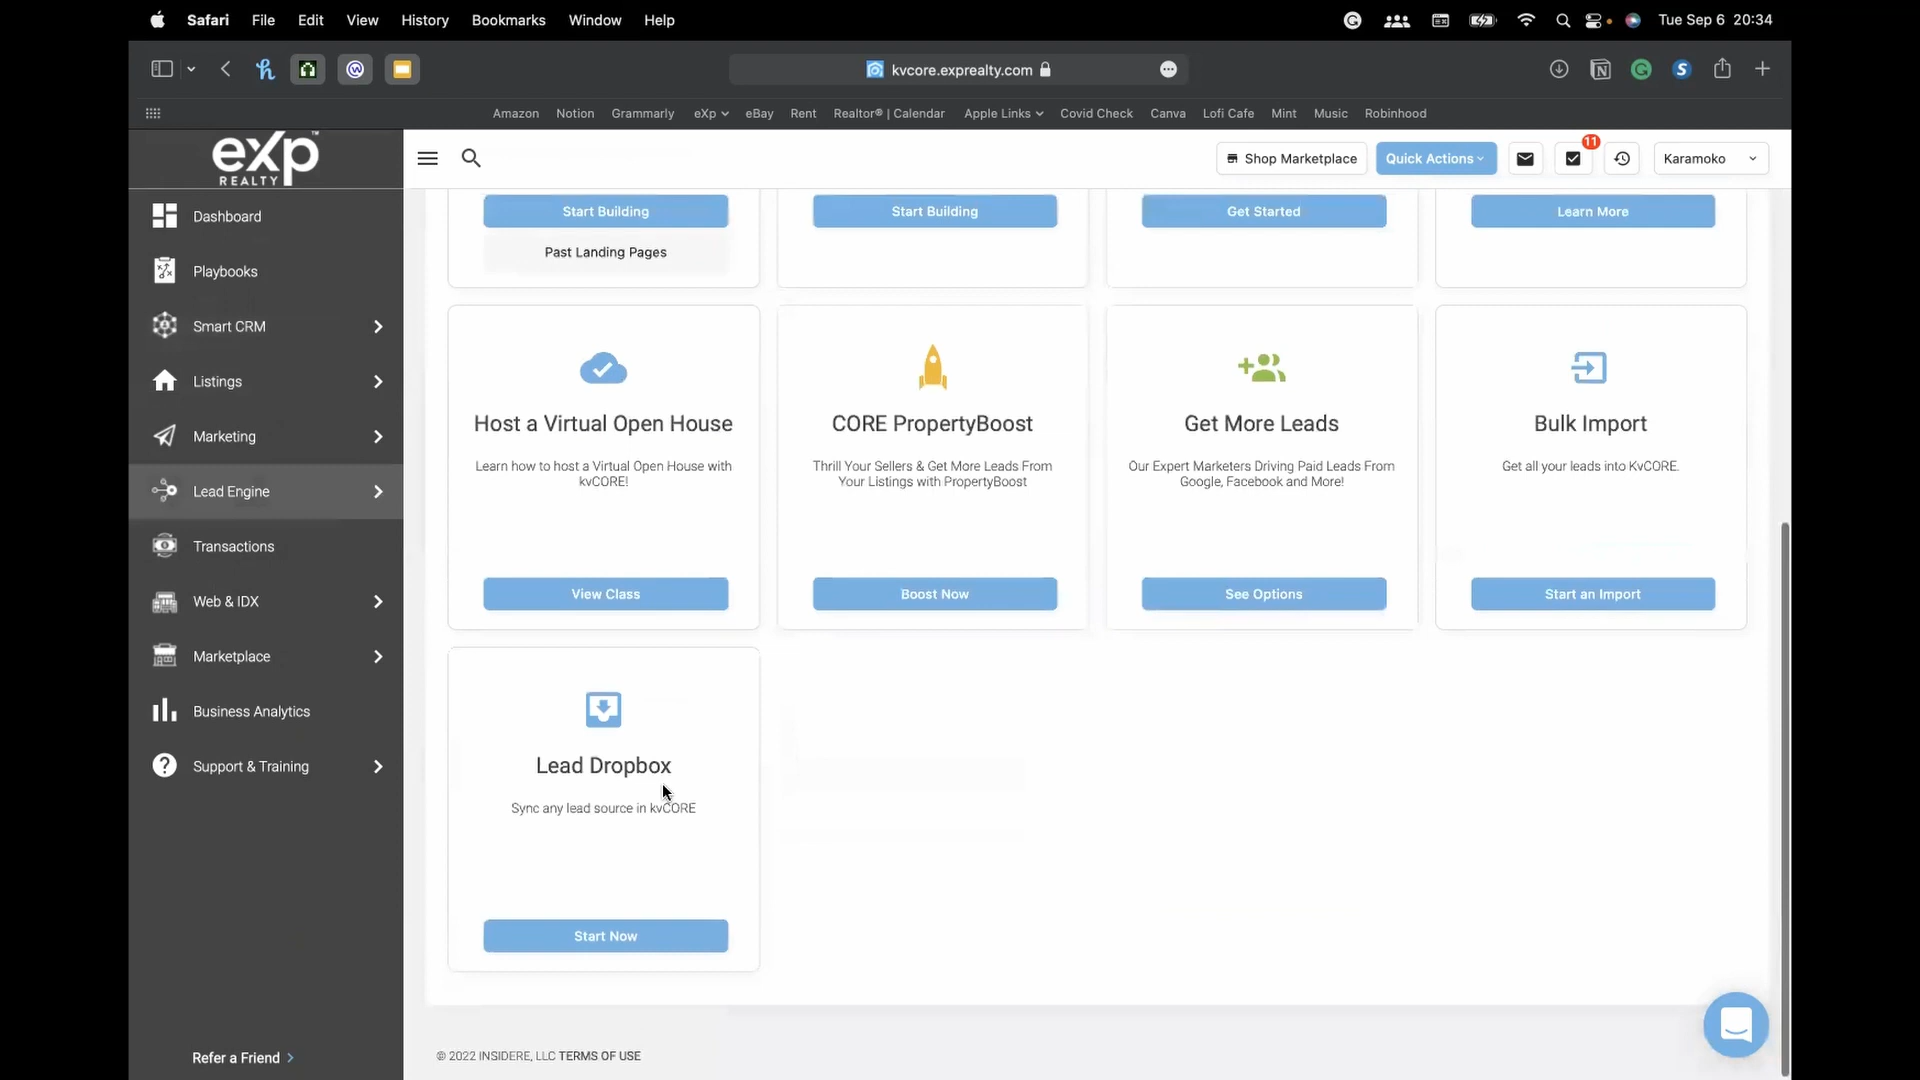 Safari File Edit View History Bookmarks Window Help Tue Sep 6 20:34
kvcore.exprealty.com
Amazon Notion Grammarly eXp eBay Rent Realtor® | Calendar Apple Links Covid Check Canva Lofi Cafe Mint Music Robinhood
eXp™
REALTY
Shop Marketplace Quick Actions 11 Karamoko
Dashboard
Playbooks
Smart CRM
Listings
Marketing
Lead Engine
Transactions
Web & IDX
Marketplace
Business Analytics
Support & Training
Refer a Friend
Start Building
Past Landing Pages
Start Building
Get Started
Learn More
Host a Virtual Open House
Learn how to host a Virtual Open House with
kvCORE!
View Class
CORE PropertyBoost
Thrill Your Sellers & Get More Leads From
Your Listings with PropertyBoost
Boost Now
Get More Leads
Our Expert Marketers Driving Paid Leads From
Google, Facebook and More!
See Options
Bulk Import
Get all your leads into KvCORE.
Start an Import
Lead Dropbox
Sync any lead source in kvCORE
Start Now
© 2022 INSIDERE, LLC TERMS OF USE